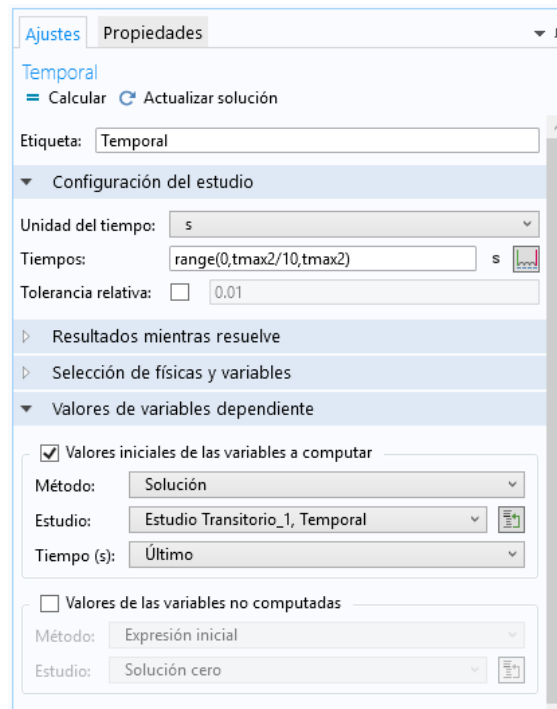 Ajustes Propiedades
Temporal
= Calcular Actualizar solución
Etiqueta: Temporal
Configuración del estudio
Unidad del tiempo: s
Tiempos: range(0,tmax2/10,tmax2) s
Tolerancia relativa: 0.01
Resultados mientras resuelve
Selección de físicas y variables
Valores de variables dependiente
Valores iniciales de las variables a computar
Método: Solución
Estudio: Estudio Transitorio_1, Temporal
Tiempo (s): Último
Valores de las variables no computadas
Método: Expresión inicial
Estudio: Solución cero